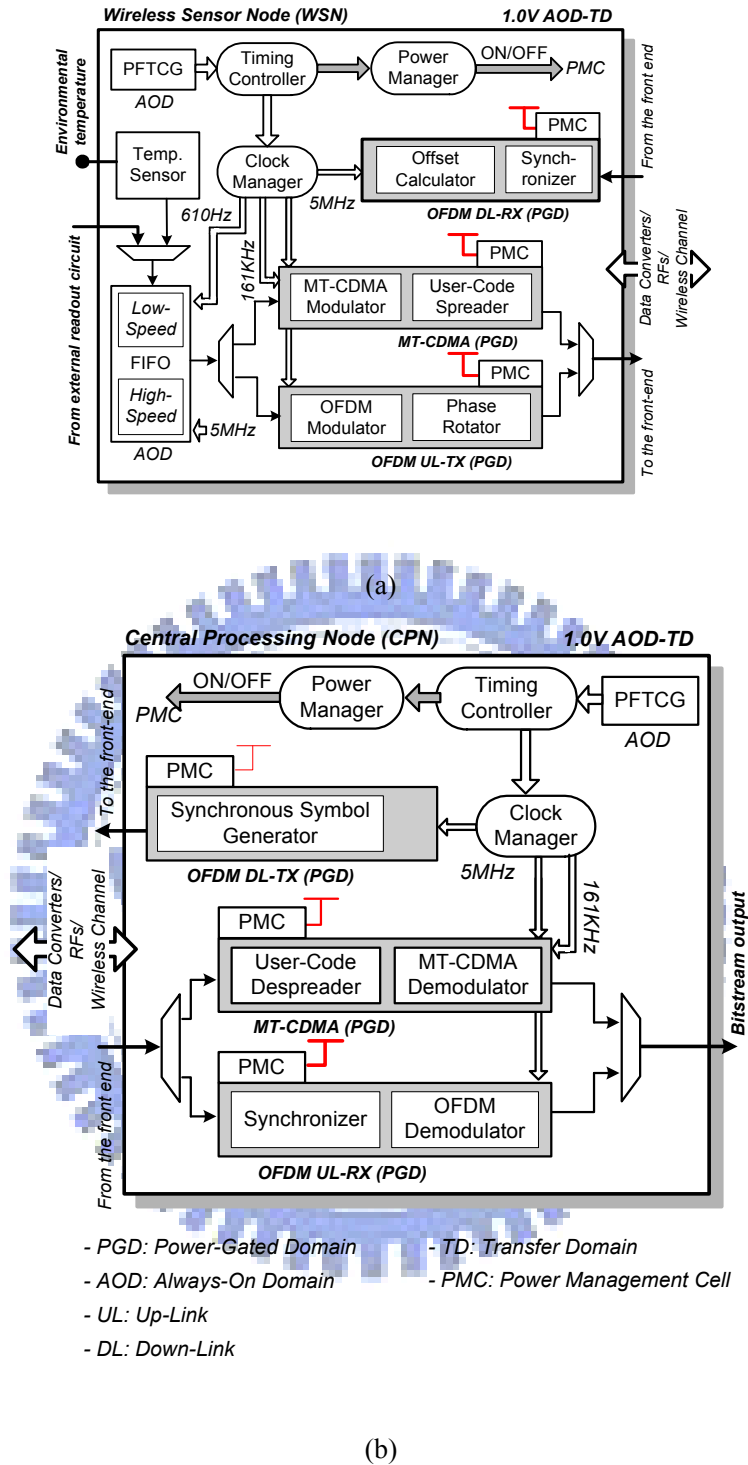 Wireless Sensor Node (WSN)
1.0V AOD-TD
PFTCG
AOD
Timing
Controller
Power
Manager
ON/OFF
PMC
Environmental
temperature
Temp.
Sensor
Clock
Manager
PMC
Offset
Calculator
Synch-
ronizer
OFDM DL-RX (PGD)
From the front end
5MHz
610Hz
161KHz
PMC
MT-CDMA
Modulator
User-Code
Spreader
MT-CDMA (PGD)
Data Converters/
RFs/
Wireless Channel
From external readout circuit
Low-
Speed
FIFO
High-
Speed
AOD
5MHz
PMC
OFDM
Modulator
Phase
Rotator
OFDM UL-TX (PGD)
To the front-end
(a)
Central Processing Node (CPN)
1.0V AOD-TD
ON/OFF
PMC
Power
Manager
Timing
Controller
PFTCG
AOD
To the front-end
PMC
Synchronous Symbol
Generator
OFDM DL-TX (PGD)
Clock
Manager
5MHz
161KHz
Data Converters/
RFs/
Wireless Channel
PMC
User-Code
Despreader
MT-CDMA
Demodulator
MT-CDMA (PGD)
Bitstream output
From the front end
PMC
Synchronizer
OFDM
Demodulator
OFDM UL-RX (PGD)
- PGD: Power-Gated Domain
- TD: Transfer Domain
- AOD: Always-On Domain
- PMC: Power Management Cell
- UL: Up-Link
- DL: Down-Link
(b)